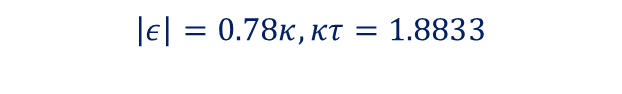 |ϵ| = 0.78κ, κτ = 1.8833